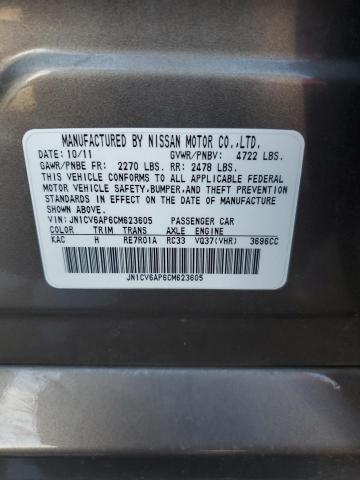 MANUFACTURED BY NISSAN MOTOR CO.,LTD.
DATE: 10/11 GVWR/PNBV: 4722 LBS.
GAWR/PNBE FR: 2270 LBS. RR: 2478 LBS.
THIS VEHICLE CONFORMS TO ALL APPLICABLE FEDERAL
MOTOR VEHICLE SAFETY,BUMPER,AND THEFT PREVENTION
STANDARDS IN EFFECT ON THE DATE OF MANUFACTURE
SHOWN ABOVE.
VIN: JN1CV6AP6CM623605 PASSENGER CAR
COLOR TRIM TRANS AXLE ENGINE
KAC H RE7R01A RC33 VQ37(VHR) 3696CC
JN1CV6AP6CM623605